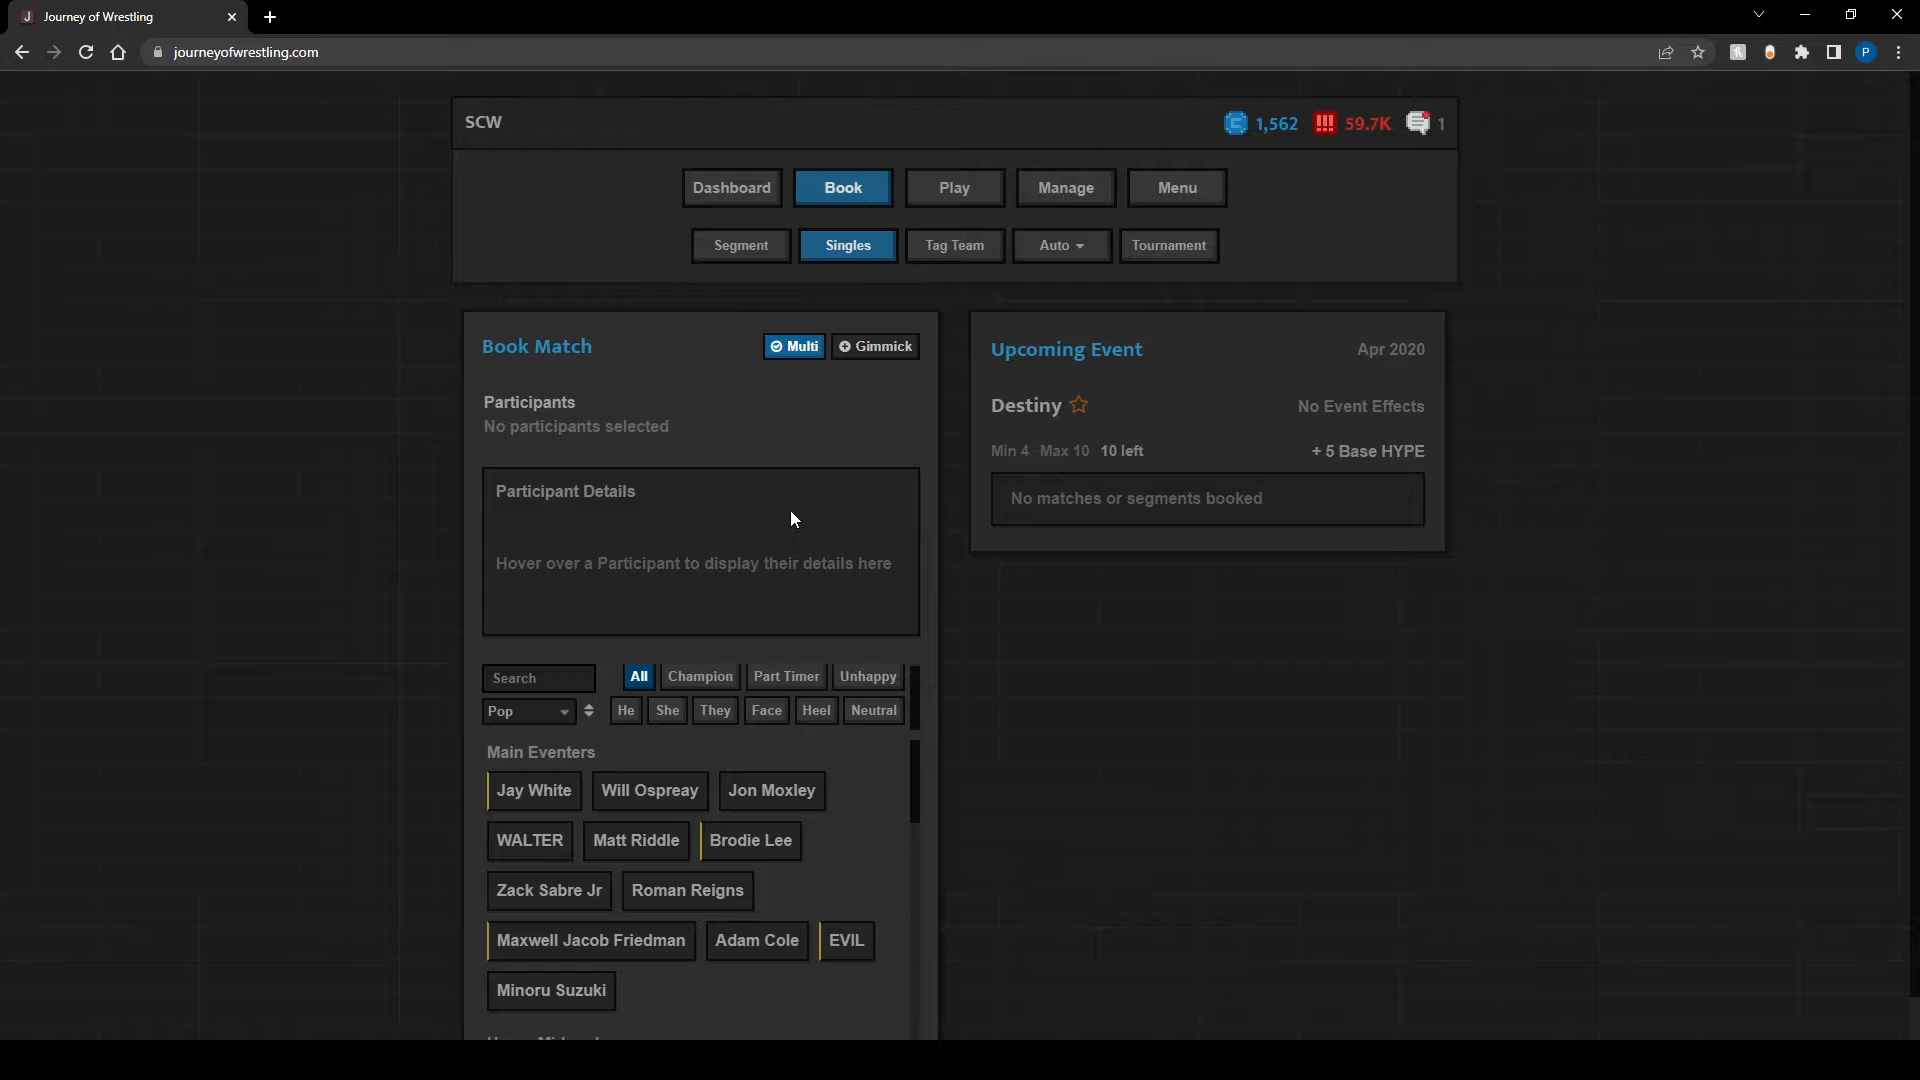 J Journey of Wrestling
journeyofwrestling.com
P
SCW 1,562 59.7K 1
Dashboard Book Play Manage Menu
Segment Singles Tag Team Auto Tournament
Book Match Multi Gimmick
Participants
No participants selected
Participant Details
Hover over a Participant to display their details here
Search All Champion Part Timer Unhappy
Pop He She They Face Heel Neutral
Main Eventers
Jay White Will Ospreay Jon Moxley
WALTER Matt Riddle Brodie Lee
Zack Sabre Jr Roman Reigns
Maxwell Jacob Friedman Adam Cole EVIL
Minoru Suzuki
Upcoming Event Apr 2020
Destiny No Event Effects
Min 4 Max 10 10 left + 5 Base HYPE
No matches or segments booked